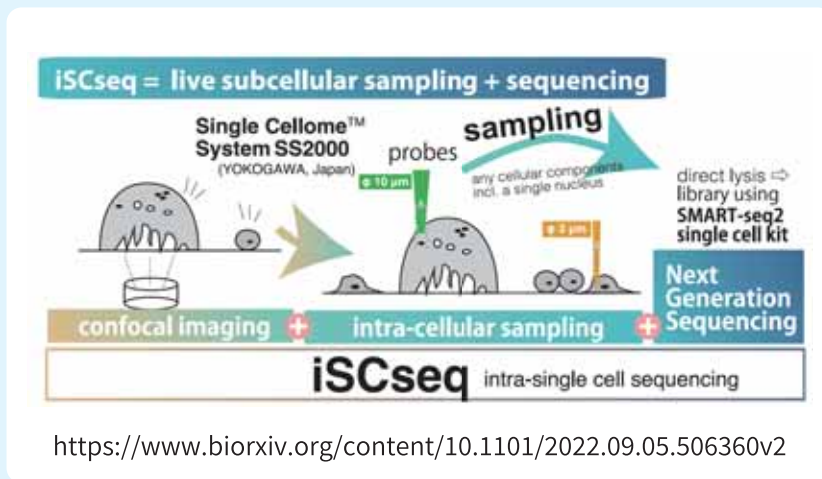 iSCseq = live subcellular sampling + sequencing
Single Cellome™
System SS2000
(YOKOGAWA, Japan)
probes
sampling
φ 10 μm
any cellular components
incl. a single nucleus
φ 3 μm
direct lysis ⇨
library using
SMART-seq2
single cell kit
Next
Generation
Sequencing
confocal imaging + intra-cellular sampling +
iSCseq intra-single cell sequencing
https://www.biorxiv.org/content/10.1101/2022.09.05.506360v2